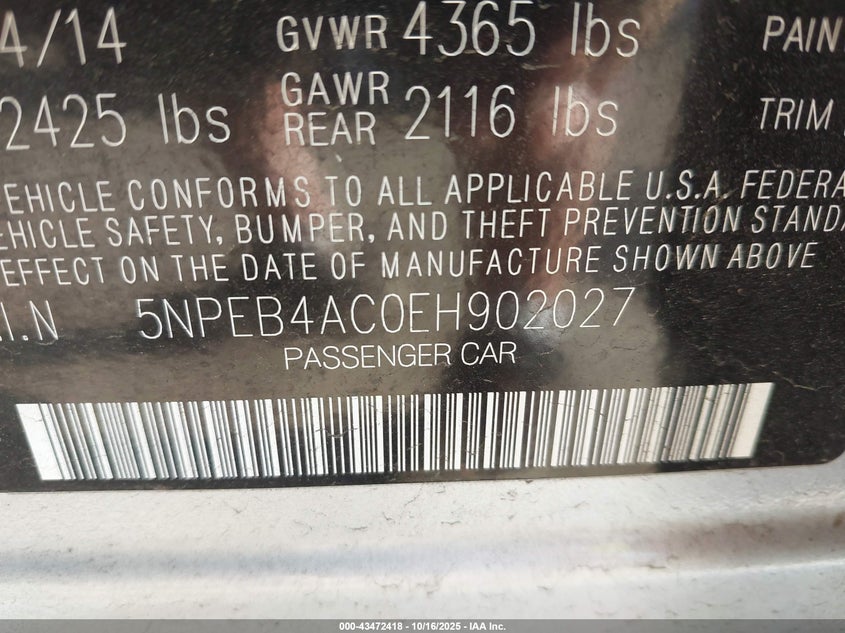 4/14 GVWR 4365 lbs PAIN
2425 lbs GAWR REAR 2116 lbs TRIM
VEHICLE CONFORMS TO ALL APPLICABLE U.S.A. FEDERA
EHICLE SAFETY, BUMPER, AND THEFT PREVENTION STANDA
EFFECT ON THE DATE OF MANUFACTURE SHOWN ABOVE
.I.N 5NPEB4AC0EH902027
PASSENGER CAR
000-43472418 - 10/16/2025 - IAA Inc.